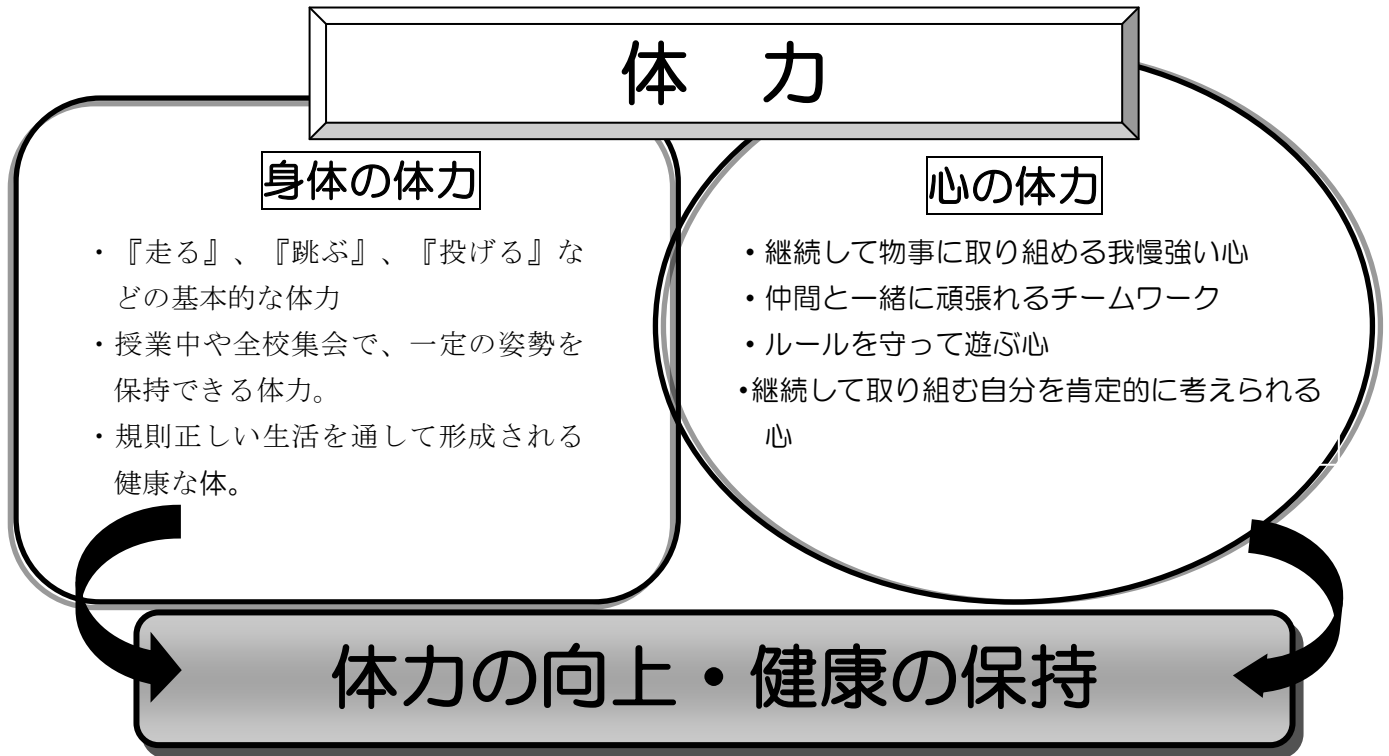 体　力
身体の体力
・『走る』、『跳ぶ』、『投げる』な
どの基本的な体力
・授業中や全校集会で、一定の姿勢を
保持できる体力。
・規則正しい生活を通して形成される
健康な体。
心の体力
・継続して物事に取り組める我慢強い心
・仲間と一緒に頑張れるチームワーク
・ルールを守って遊ぶ心
・継続して取り組む自分を肯定的に考えられる
心
体力の向上・健康の保持